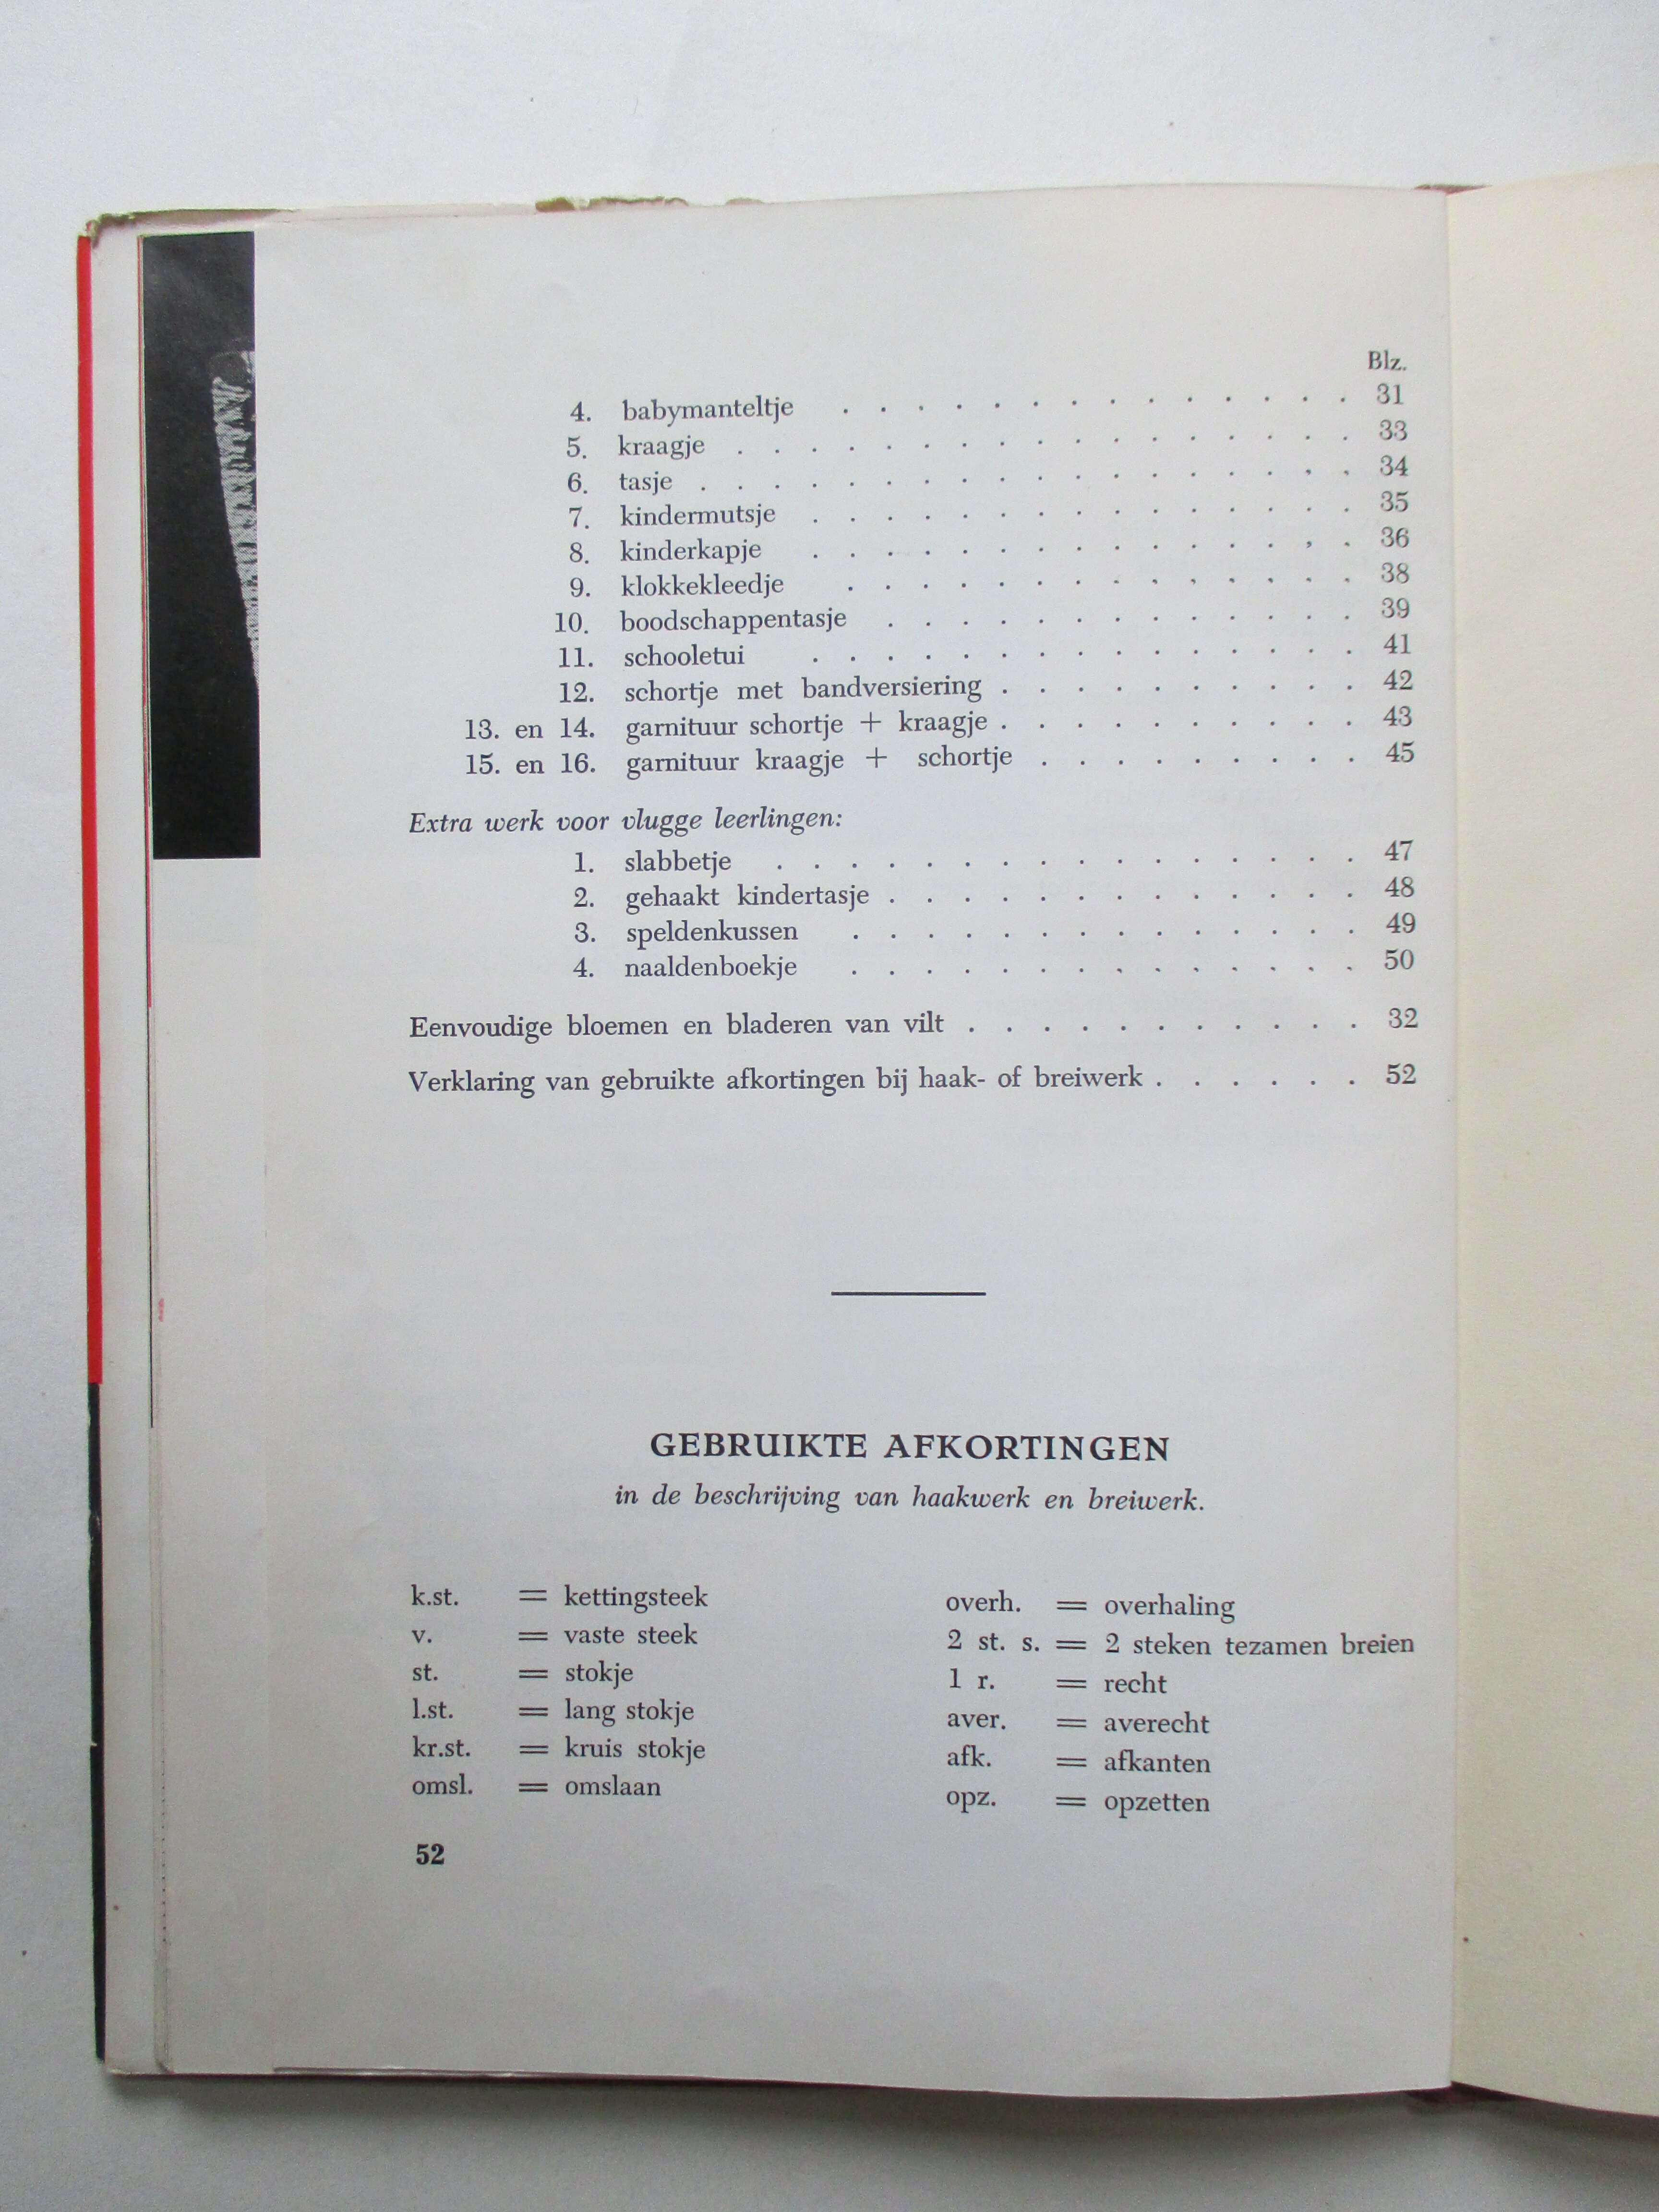 Blz.
4. babymanteltje . . . . . . . . . . . . . . 31
5. kraagje . . . . . . . . . . . . . . . . . 33
6. tasje . . . . . . . . . . . . . . . . . . 34
7. kindermutsje . . . . . . . . . . . . . . . 35
8. kinderkapje . . . . . . . . . . . . . . . 36
9. klokkekleedje . . . . . . . . . . . . . . 38
10. boodschappentasje . . . . . . . . . . . . . 39
11. schooletui . . . . . . . . . . . . . . . 41
12. schortje met bandversiering . . . . . . . . . . 42
13. en 14. garnituur schortje + kraagje . . . . . . . . . . 43
15. en 16. garnituur kraagje + schortje . . . . . . . . . 45
Extra werk voor vlugge leerlingen:
1. slabbetje . . . . . . . . . . . . . . . . 47
2. gehaakt kindertasje . . . . . . . . . . . . . 48
3. speldenkussen . . . . . . . . . . . . . . 49
4. naaldenboekje . . . . . . . . . . . . . . 50
Eenvoudige bloemen en bladeren van vilt . . . . . . . . . . . 32
Verklaring van gebruikte afkortingen bij haak- of breiwerk . . . . . . 52
GEBRUIKTE AFKORTINGEN
in de beschrijving van haakwerk en breiwerk.
k.st. = kettingsteek
v. = vaste steek
st. = stokje
l.st. = lang stokje
kr.st. = kruis stokje
omsl. = omslaan
overh. = overhaling
2 st. s. = 2 steken tezamen breien
1 r. = recht
aver. = averecht
afk. = afkanten
opz. = opzetten
52